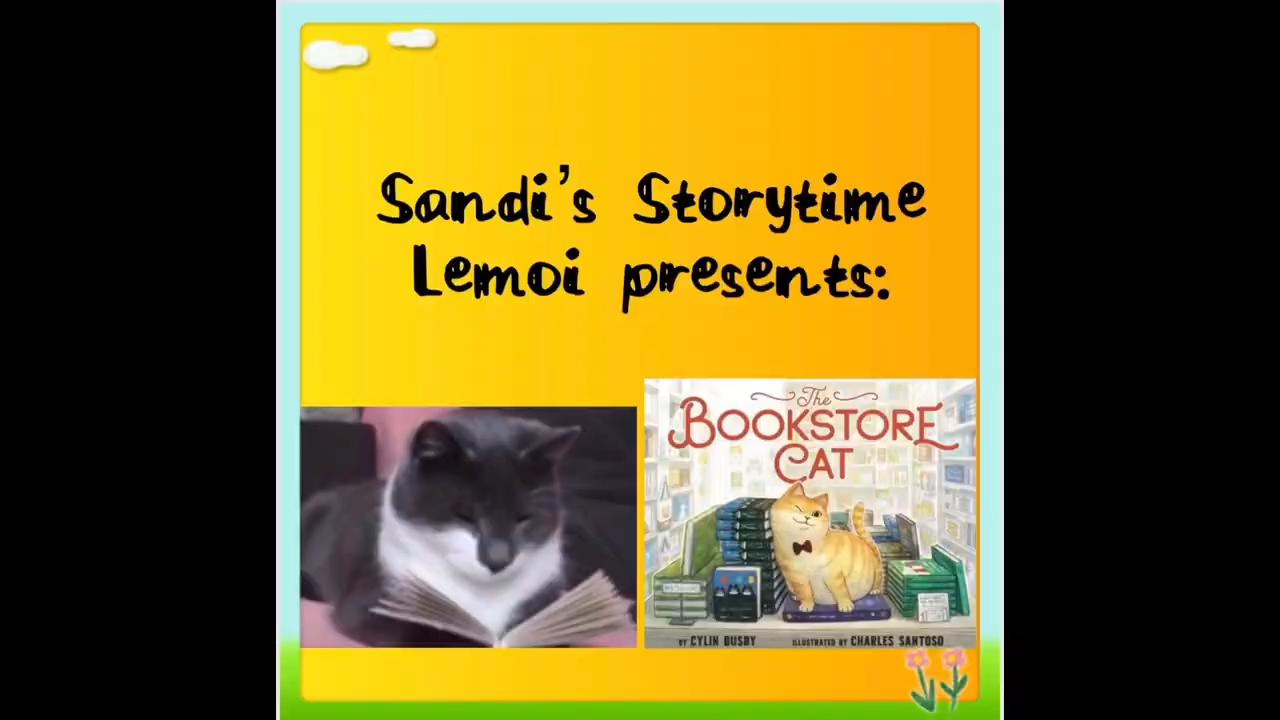 Sandi's Storytime
Lemoi presents:
The
BOOKSTORE
CAT
BY CYLIN BUSBY
ILLUSTRATED BY CHARLES SANTOSO